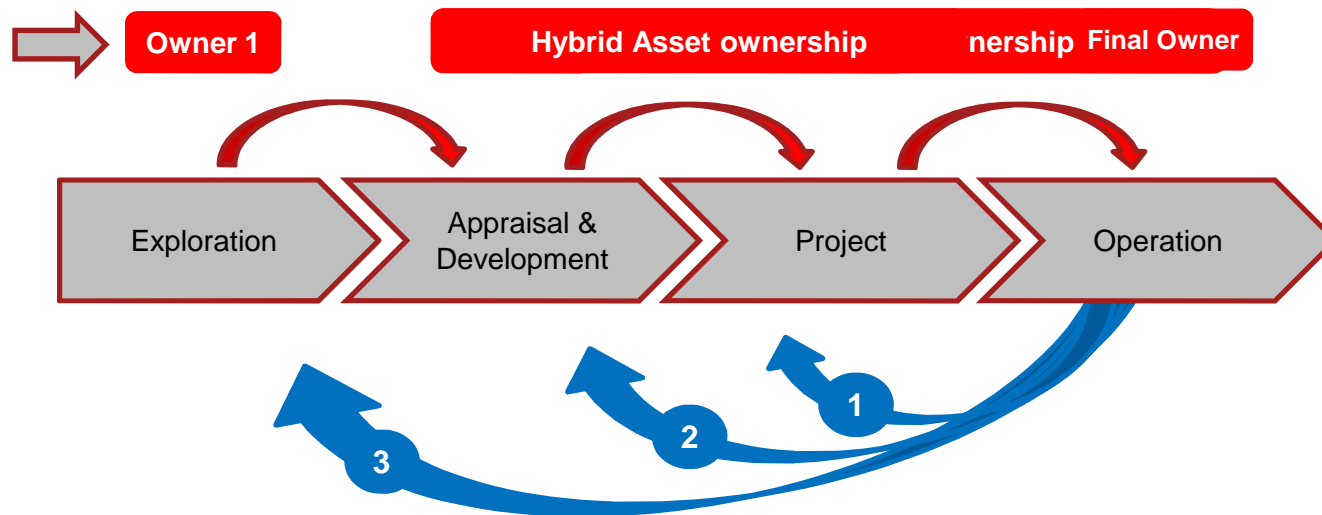 Owner 1
Hybrid Asset ownership
nership
Final Owner
Exploration
Appraisal &
Development
Project
Operation
1
2
3